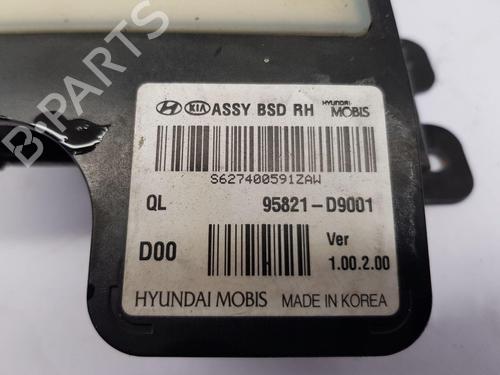 KIA ASSY BSD RH HYUNDAI MOBIS
S627400591ZAW
QL 95821-D9001
D00 Ver
1.00.2.00
HYUNDAI MOBIS MADE IN KOREA
B-PARTS